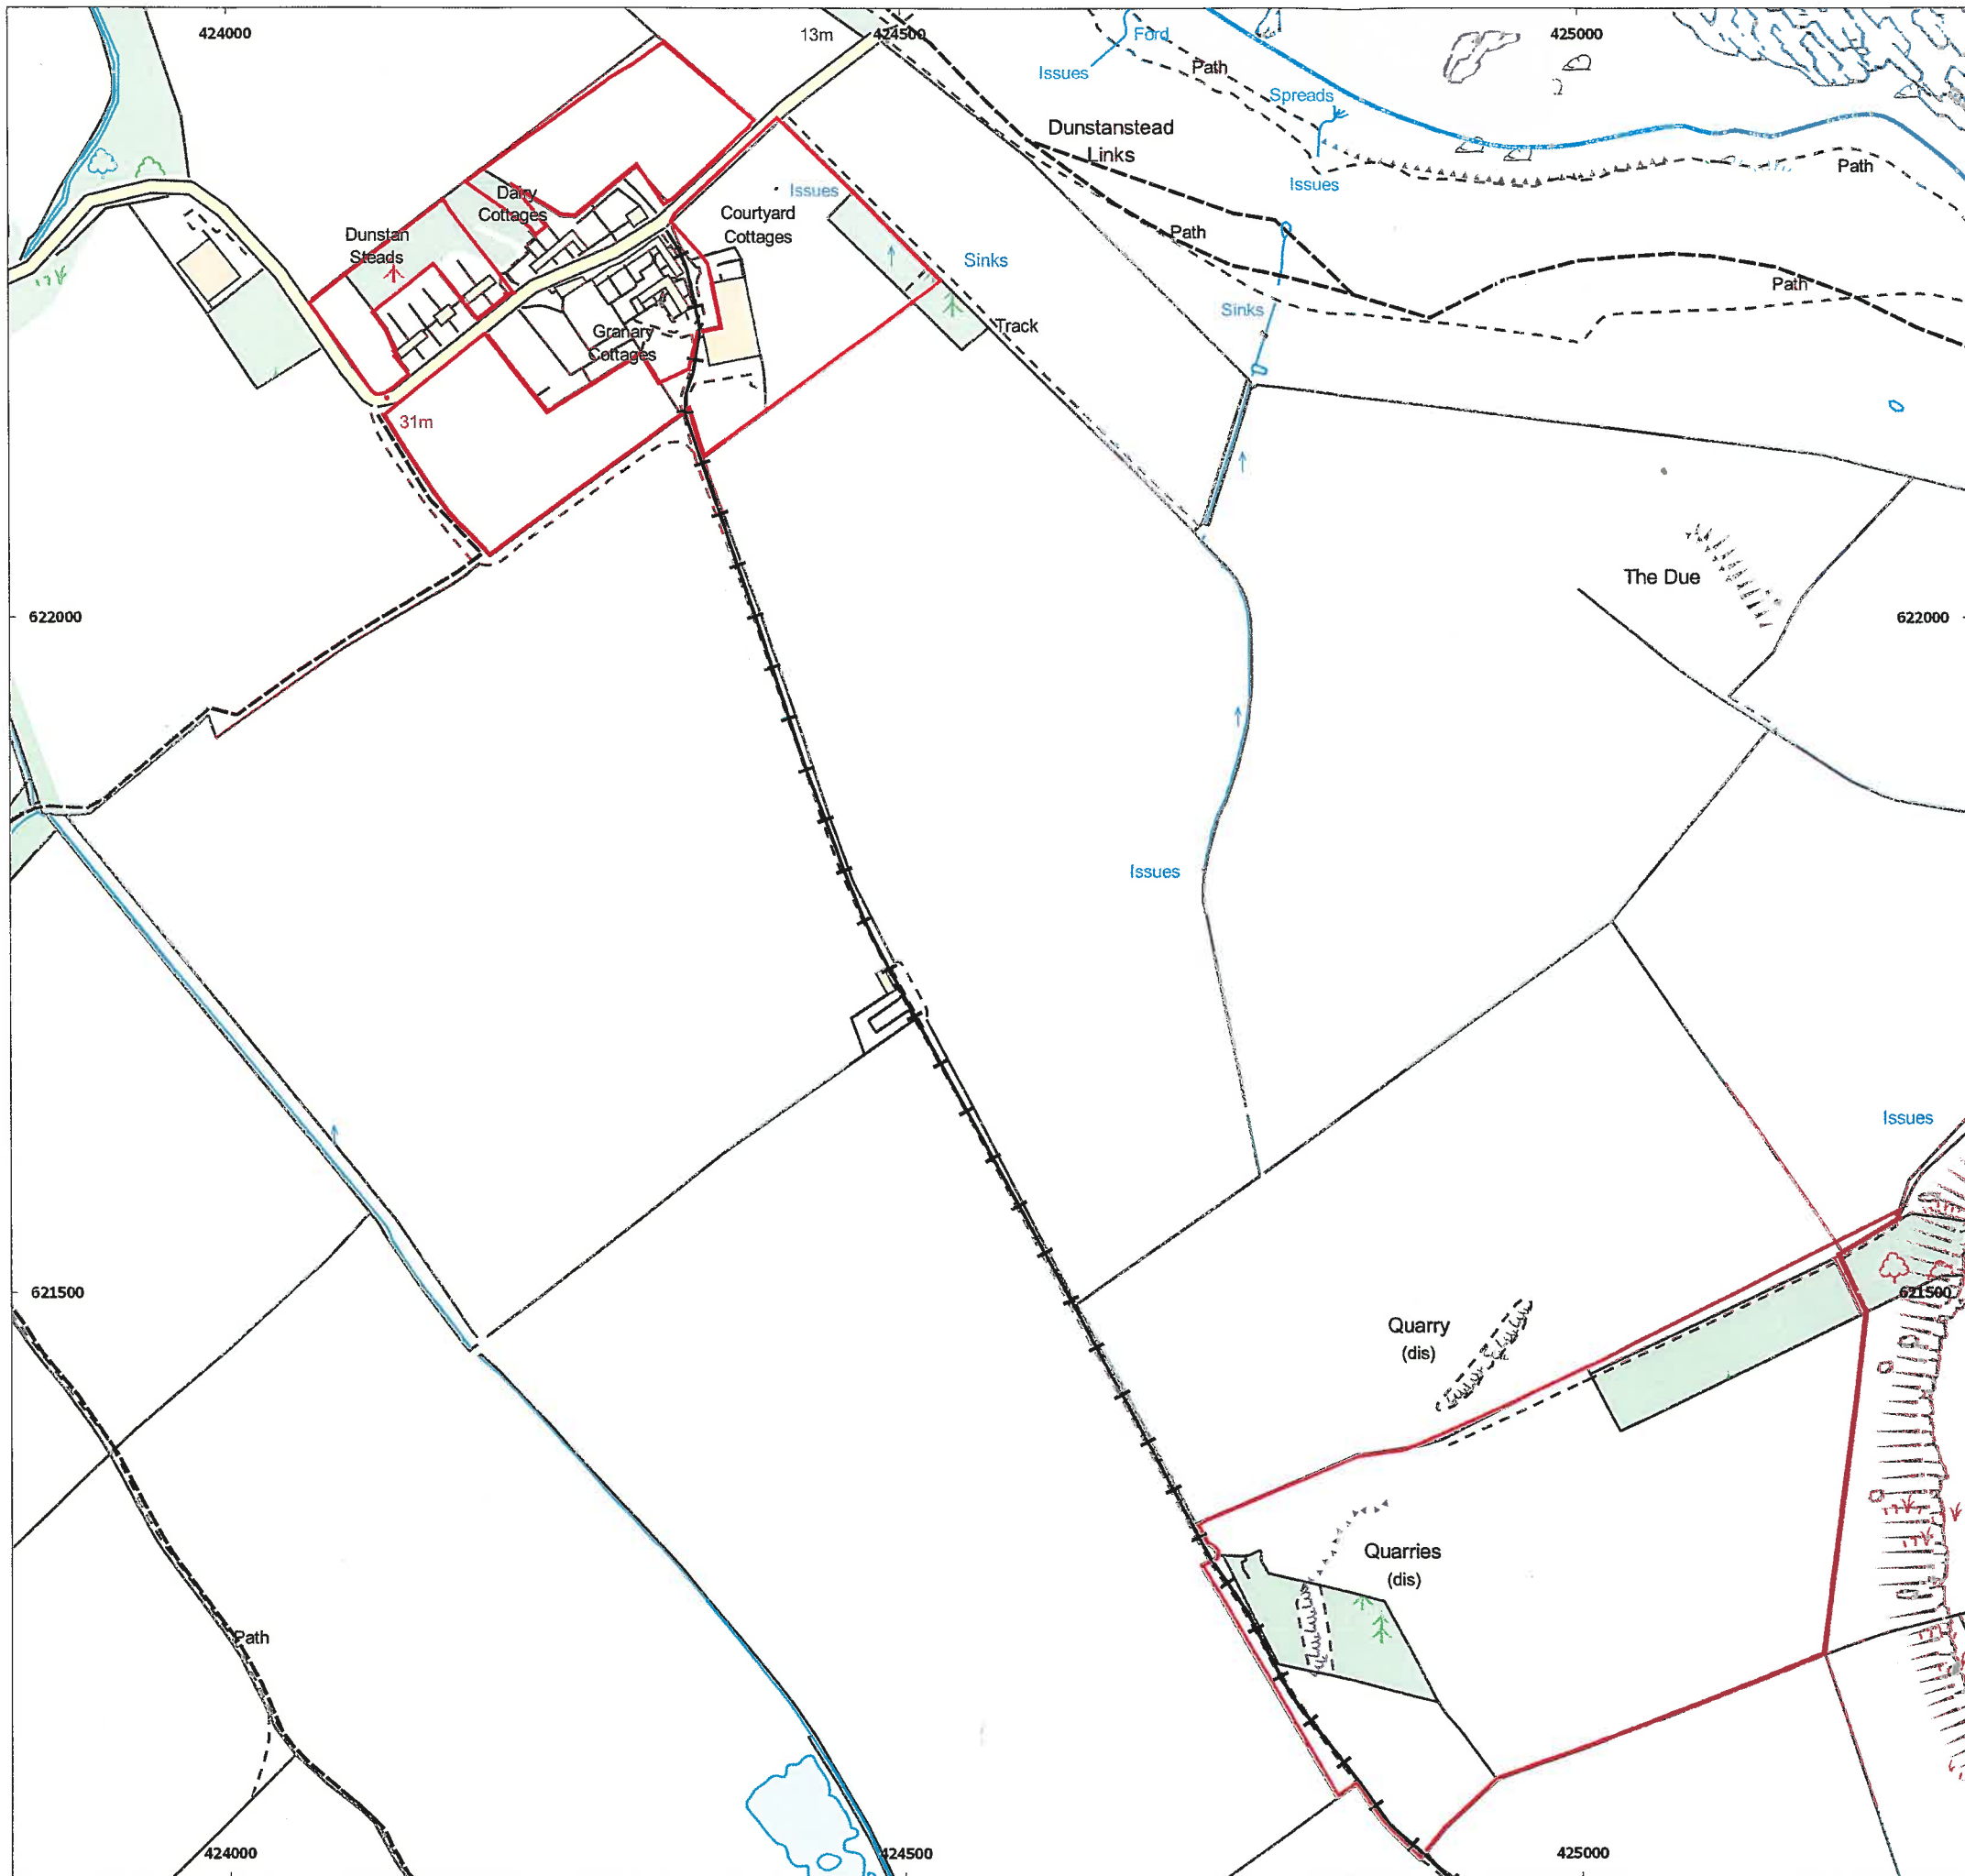 424000
13m
424500
Ford
425000
Issues
Path
Spreads
Dunstanstead
Links
Path
Issues
Dairy
Cottages
Issues
Courtyard
Cottages
Dunstan
Steads
Path
Sinks
Path
Sinks
Track
Granary
Cottages
31m
The Due
622000
622000
Issues
Issues
621500
621500
Quarry
(dis)
Quarries
(dis)
Path
424000
424500
425000